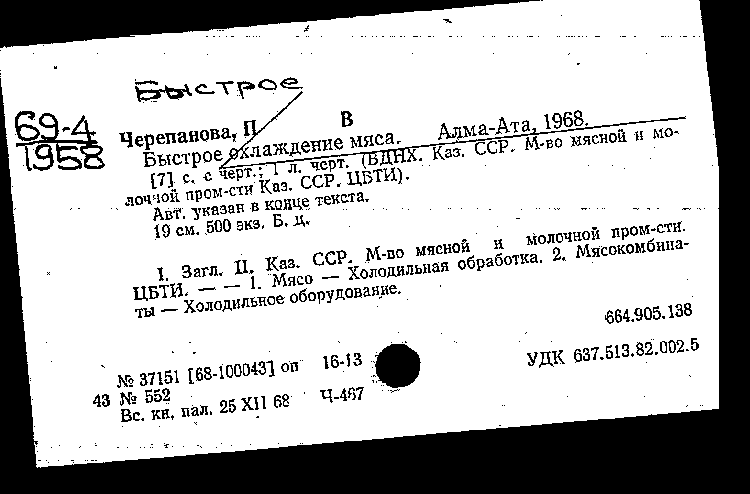 Быстрое
69-4
1958
Черепанова, П В
Быстрое охлаждение мяса. Алма-Ата, 1968.
[7] с. с черт.; 1 л. черт. (ВДНХ. Каз. ССР. М-во мясной и мо-
лочной пром-сти Каз. ССР. ЦБТИ).
Авт. указан в конце текста.
19 см. 500 экз. Б. ц.
I. Загл. II. Каз. ССР. М-во мясной и молочной пром-сти.
ЦБТИ. — — 1. Мясо — Холодильная обработка. 2. Мясокомбина-
ты — Холодильное оборудование.
664.905.138
№ 37151 [68-100043] оп 16-13
УДК 637.513.82.002.5
43 № 552
Вс. кн. пал. 25 XII 68 Ч-467